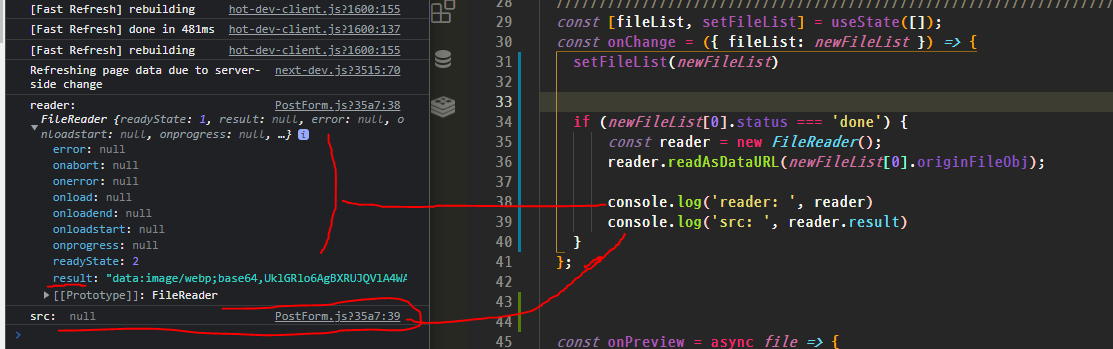 [Fast Refresh] rebuilding hot-dev-client.js?1600:155
[Fast Refresh] done in 481ms hot-dev-client.js?1600:137
[Fast Refresh] rebuilding hot-dev-client.js?1600:155
Refreshing page data due to server- next-dev.js?3515:70
side change
reader: PostForm.js?35a7:38
FileReader {readyState: 1, result: null, error: null, o
nloadstart: null, onprogress: null, …} i
error: null
onabort: null
onerror: null
onload: null
onloadend: null
onloadstart: null
onprogress: null
readyState: 2
result: "data:image/webp;base64,
[[Prototype]]: FileReader
src: null PostForm.js?35a7:39
28 ////////////////////////////////////////////////////////////////
29 const [fileList, setFileList] = useState([]);
30 const onChange = ({ fileList: newFileList }) => {
31 setFileList(newFileList)
32
33
34 if (newFileList[0].status === 'done') {
35 const reader = new FileReader();
36 reader.readAsDataURL(newFileList[0].originFileObj);
37
38 console.log('reader: ', reader)
39 console.log('src: ', reader.result)
40 }
41 };
42
43
44
45 const onPreview = async file => {